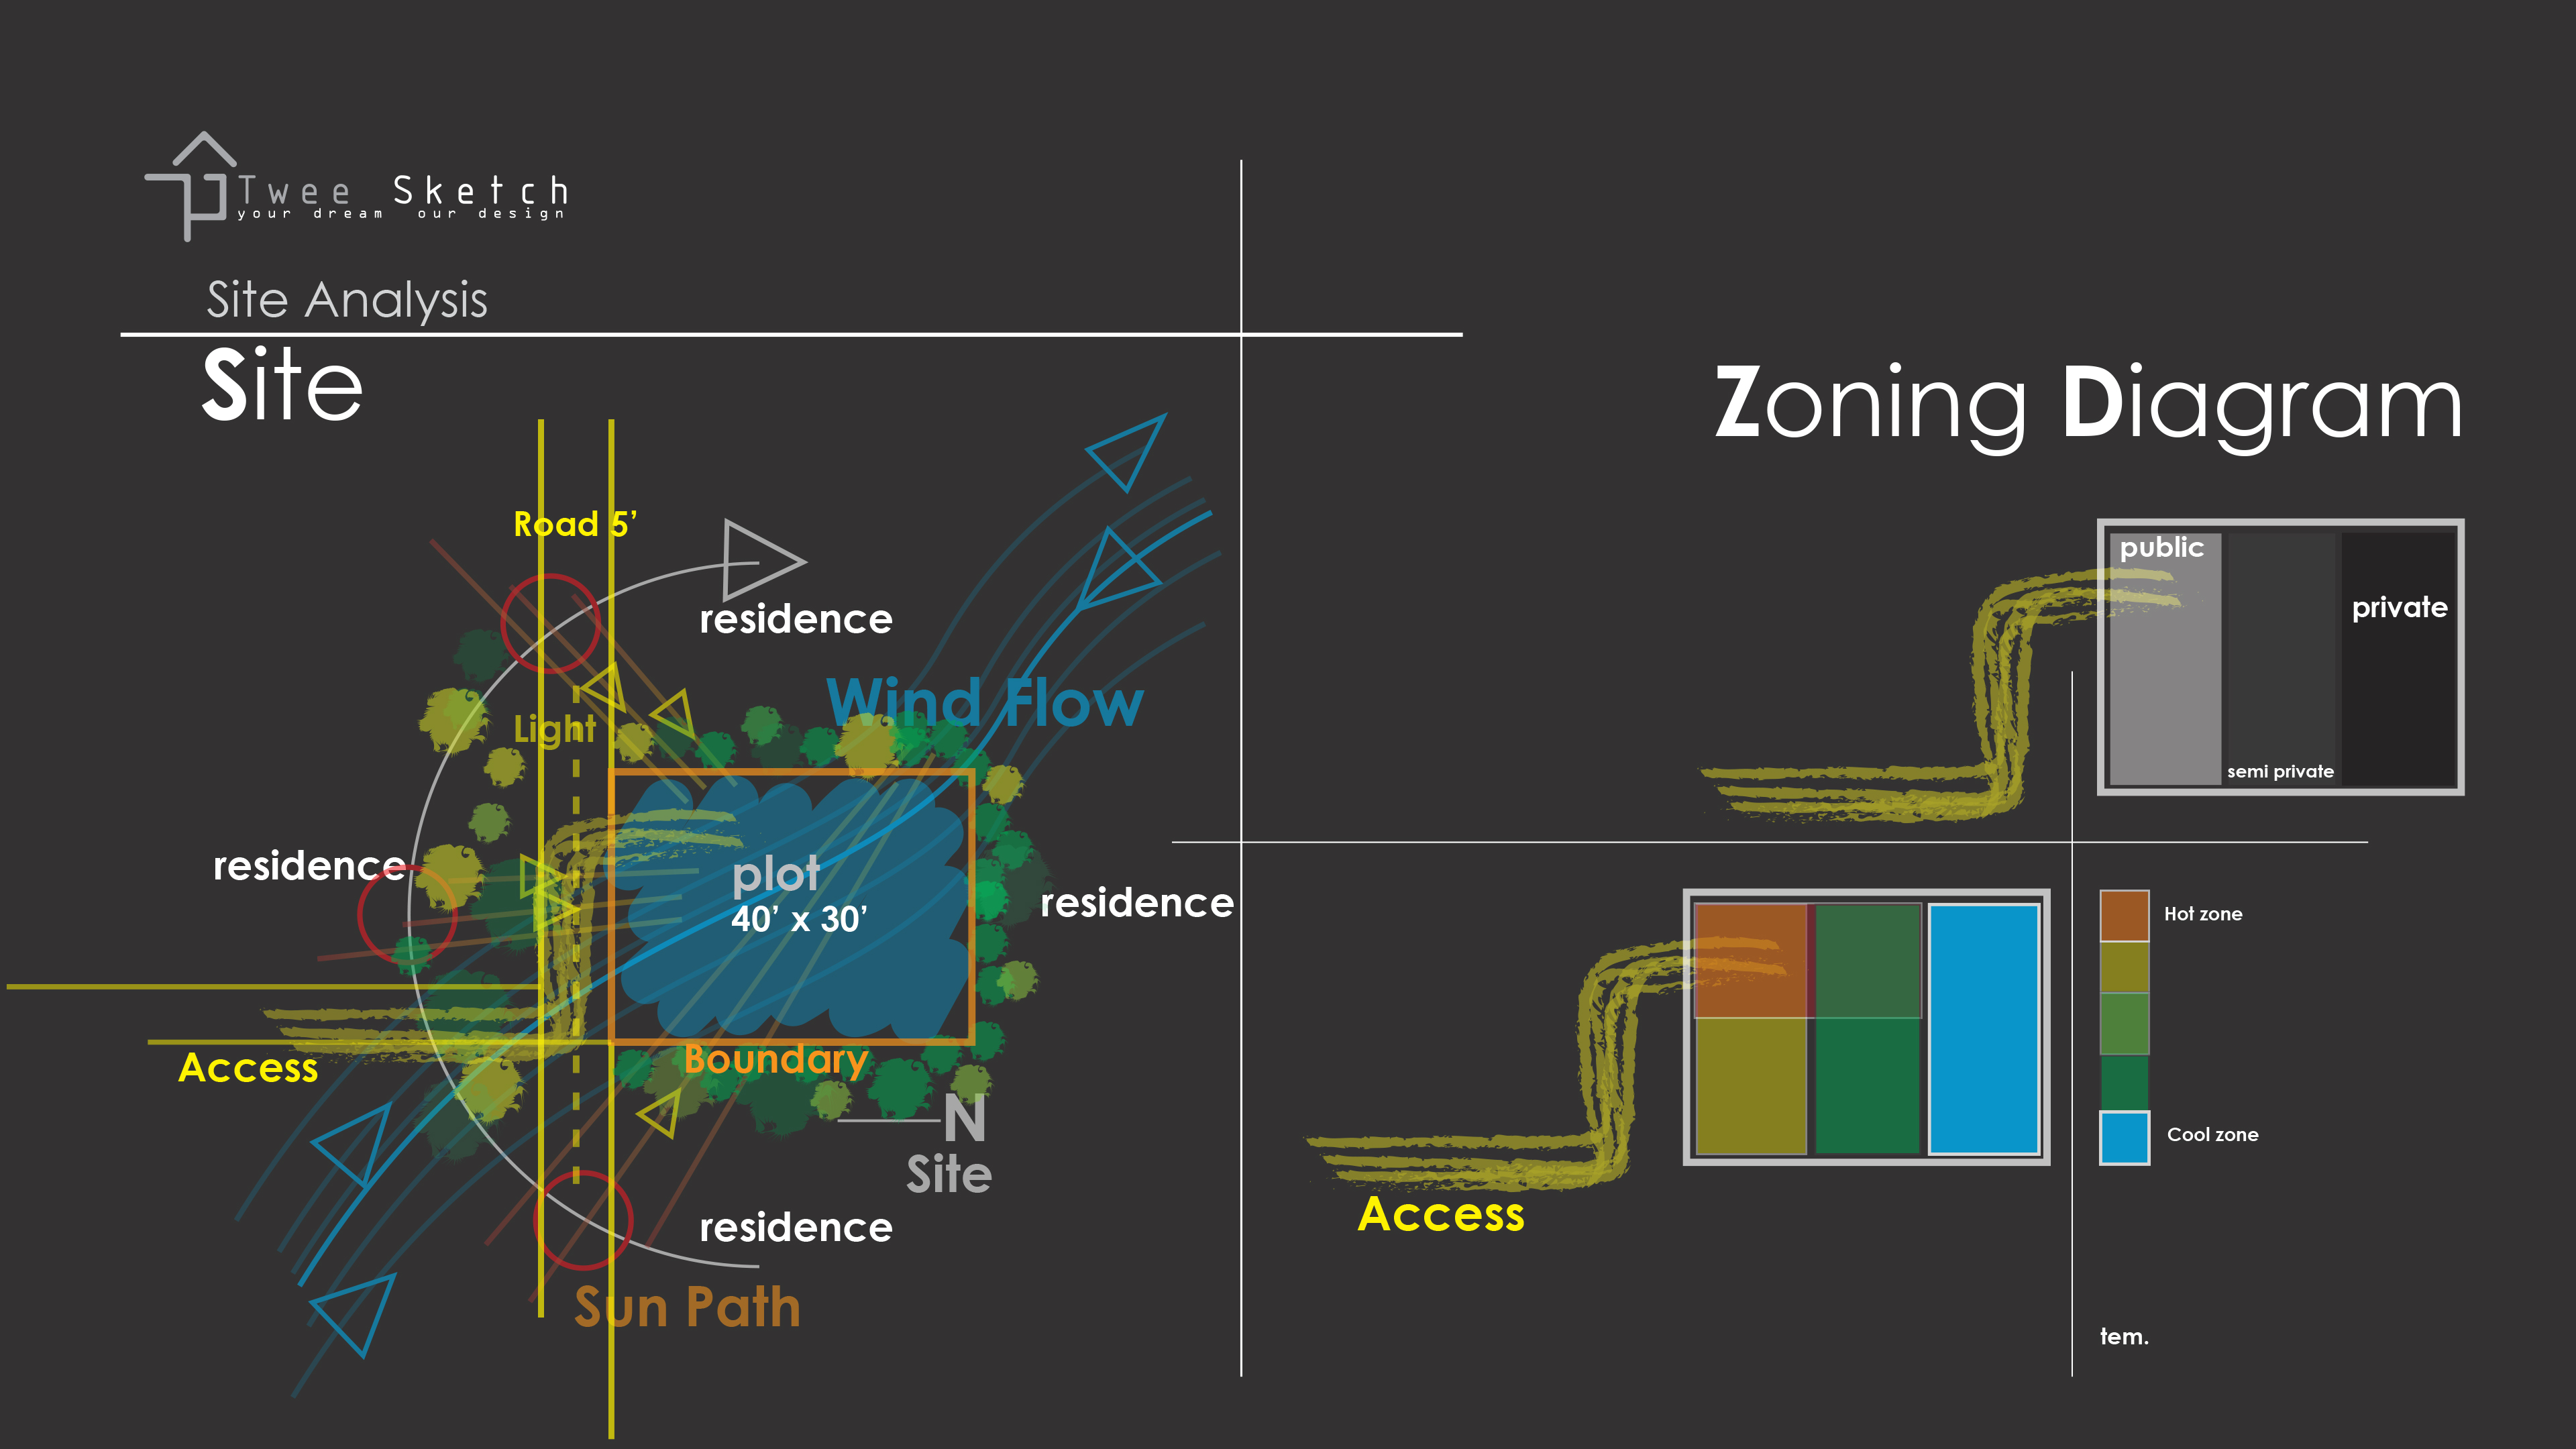 Twee Sketch
your dream our design
Site Analysis
Site
Zoning Diagram
Road 5’
residence
Wind Flow
Light
residence
plot
40’ x 30’
residence
Boundary
Access
N
Site
residence
Sun Path
public
private
semi private
Hot zone
Cool zone
Access
tem.